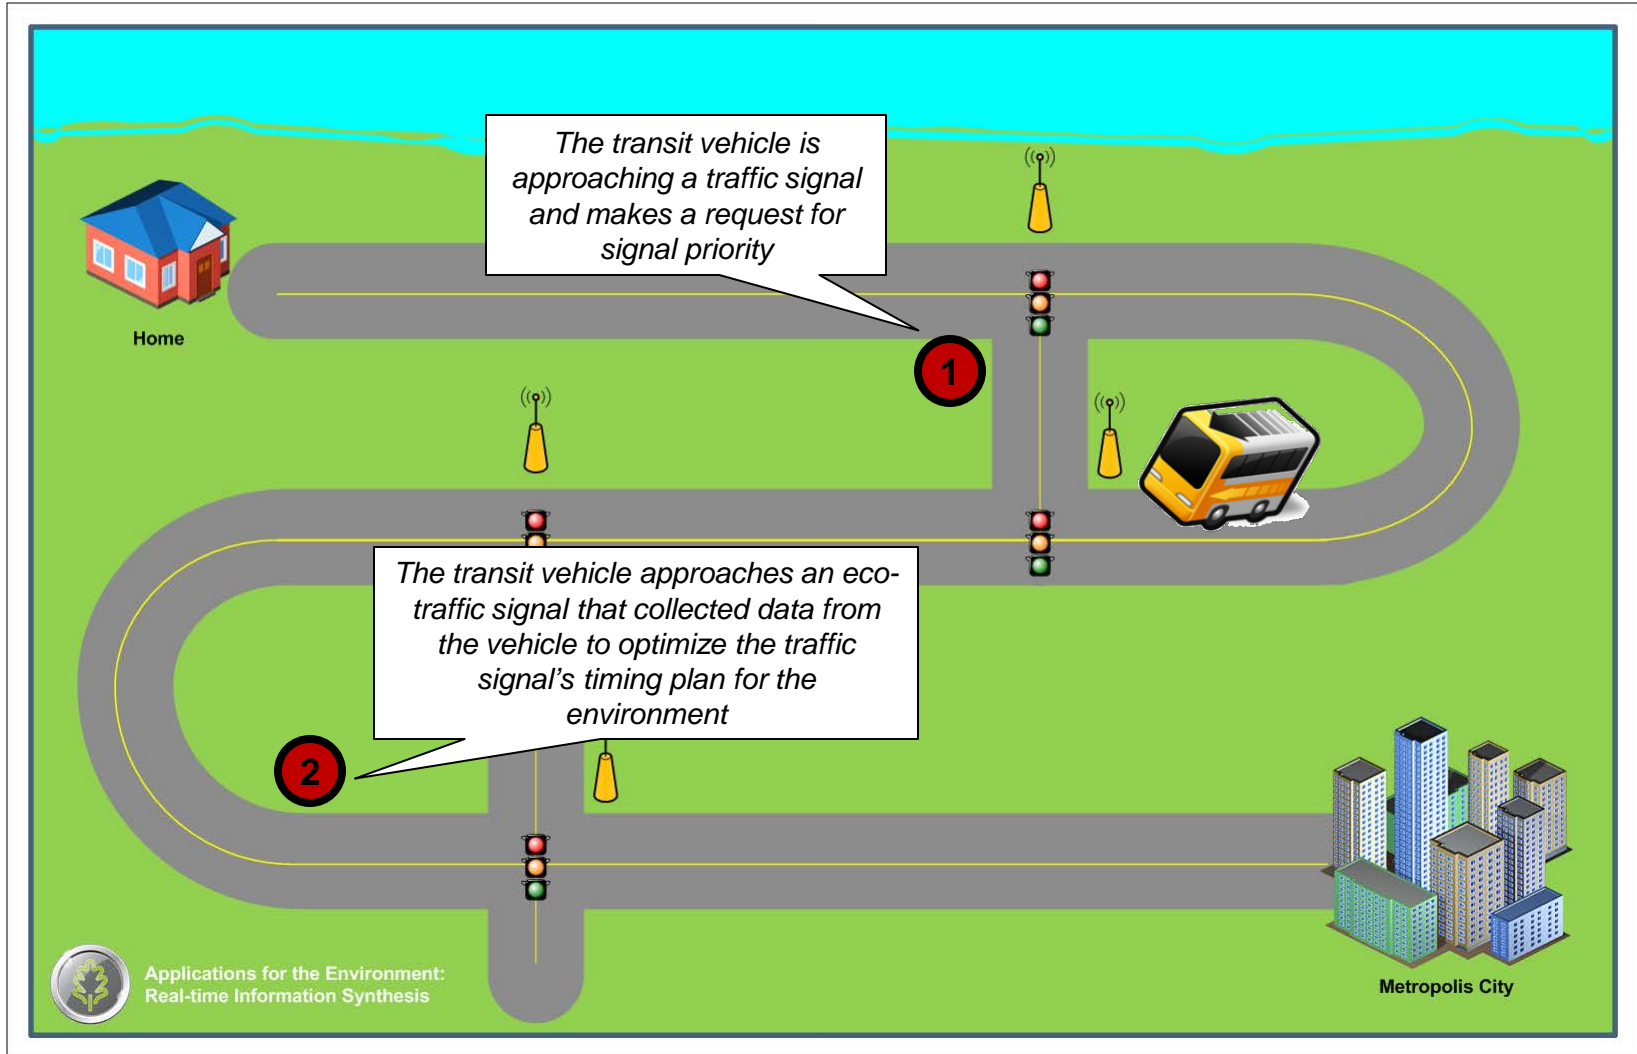 The transit vehicle is
approaching a traffic signal
and makes a request for
signal priority
Home
1
The transit vehicle approaches an eco-
traffic signal that collected data from
the vehicle to optimize the traffic
signal’s timing plan for the
environment
2
Applications for the Environment:
Real-time Information Synthesis
Metropolis City